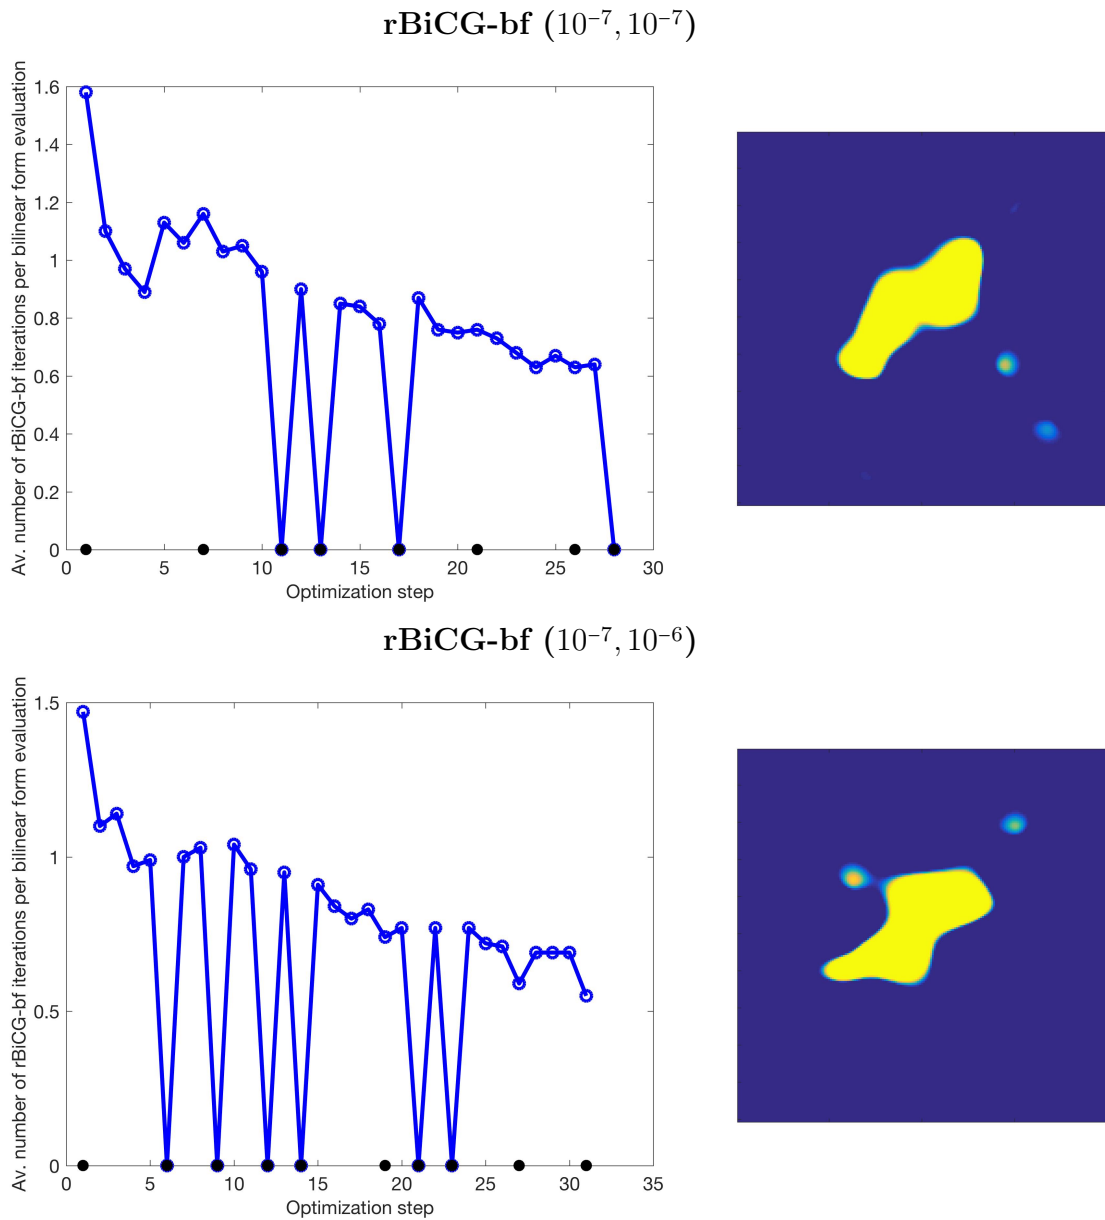 rBiCG-bf (10⁻⁷, 10⁻⁷)
Av. number of rBiCG-bf iterions per bilinear form evaluation
1.6
1.4
1.2
1
0.8
0.6
0.4
0.2
0
0 5 10 15 20 25 30
Optimization step
rBiCG-bf (10⁻⁷, 10⁻⁶)
Av. number of rBiCG-bf iterions per bilinear form evaluation
1.5
1
0.5
0
0 5 10 15 20 25 30 35
Optimization step